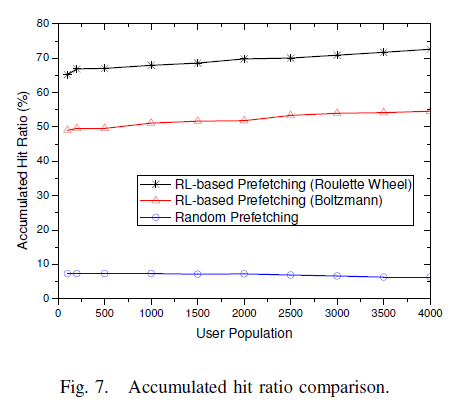 80
70
60
50
40
30
20
10
0
Accumulated Hit Ratio (%)
RL-based Prefetching (Roulette Wheel)
RL-based Prefetching (Boltzmann)
Random Prefetching
0 500 1000 1500 2000 2500 3000 3500 4000
User Population
Fig. 7. Accumulated hit ratio comparison.